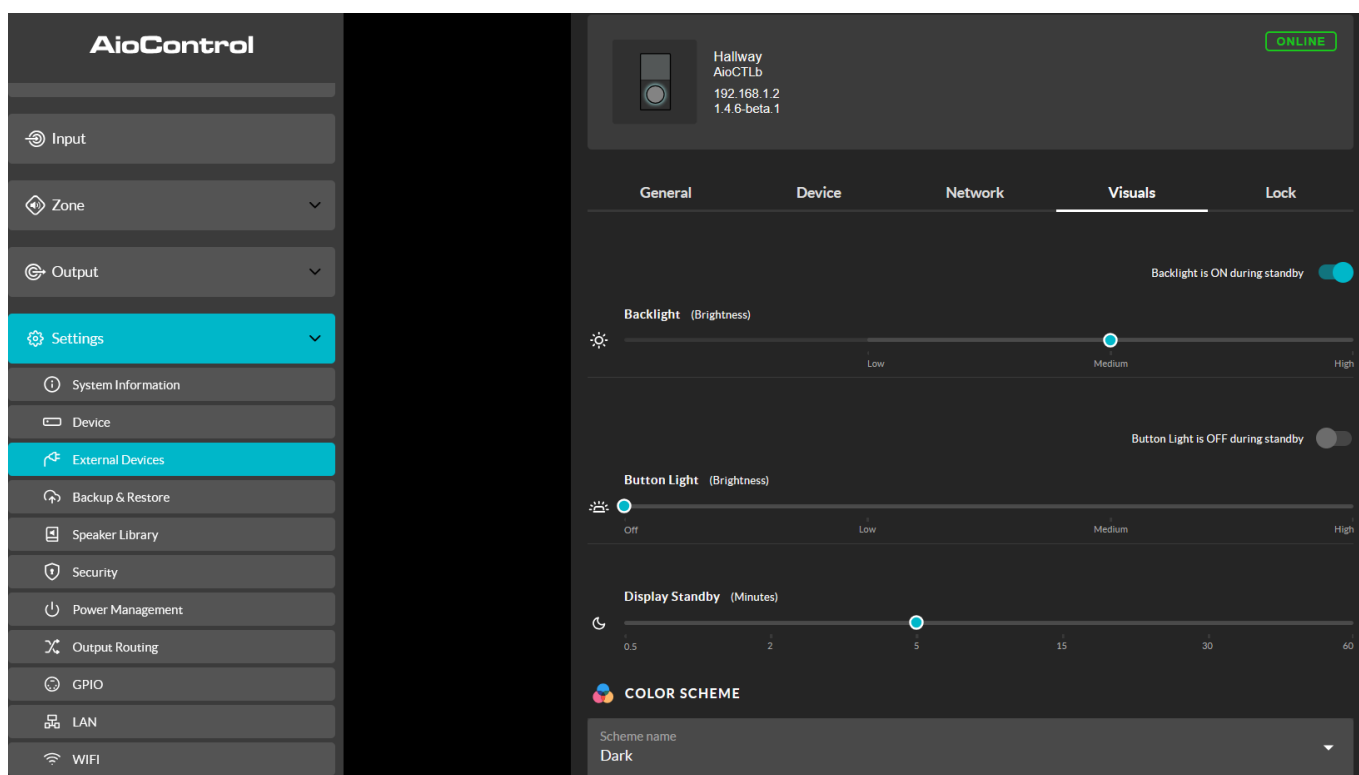 AioControl
Input
Zone
Output
Settings
System Information
Device
External Devices
Backup & Restore
Speaker Library
Security
Power Management
Output Routing
GPIO
LAN
WIFI
Hallway
AioCTLb
192.168.1.2
1.4.6-beta.1
ONLINE
General Device Network Visuals Lock
Backlight is ON during standby
Backlight (Brightness)
Low Medium High
Button Light is OFF during standby
Button Light (Brightness)
Off Low Medium High
Display Standby (Minutes)
0.5 2 5 15 30 60
COLOR SCHEME
Scheme name
Dark